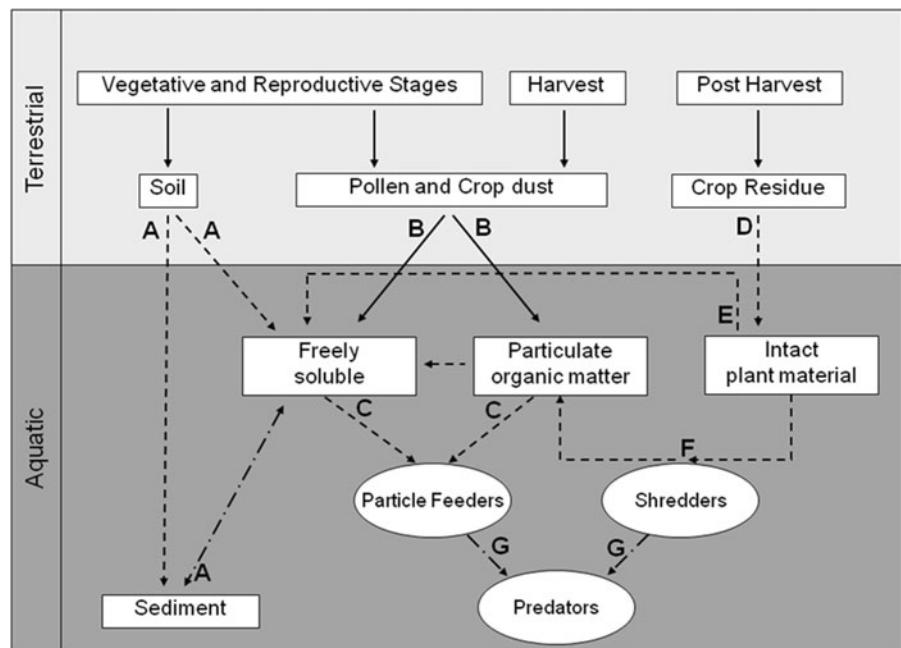 Terrestrial
Vegetative and Reproductive Stages
Harvest
Post Harvest
Soil
Pollen and Crop dust
Crop Residue
A
A
B
B
D
Aquatic
E
Freely
soluble
Particulate
organic matter
Intact
plant material
C
C
F
Particle Feeders
Shredders
G
G
A
Sediment
Predators